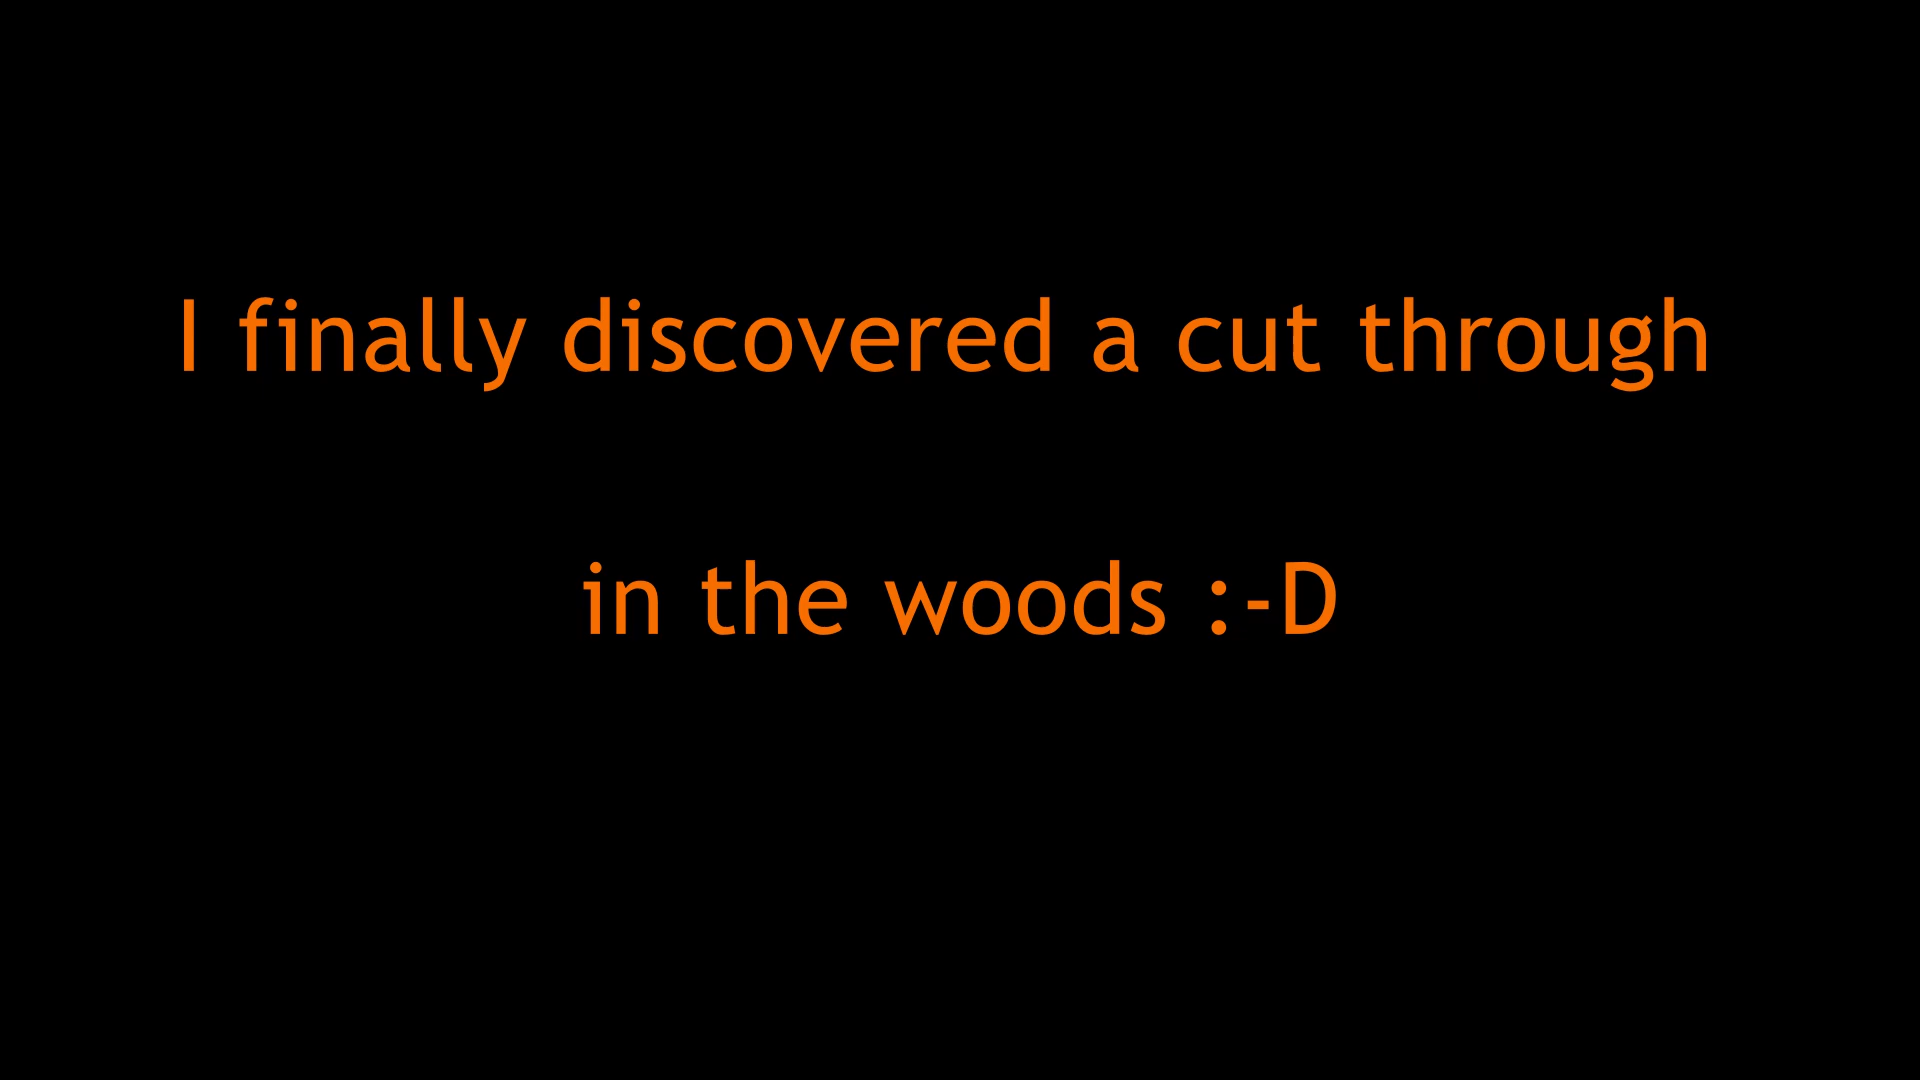 I finally discovered a cut through
in the woods :-D